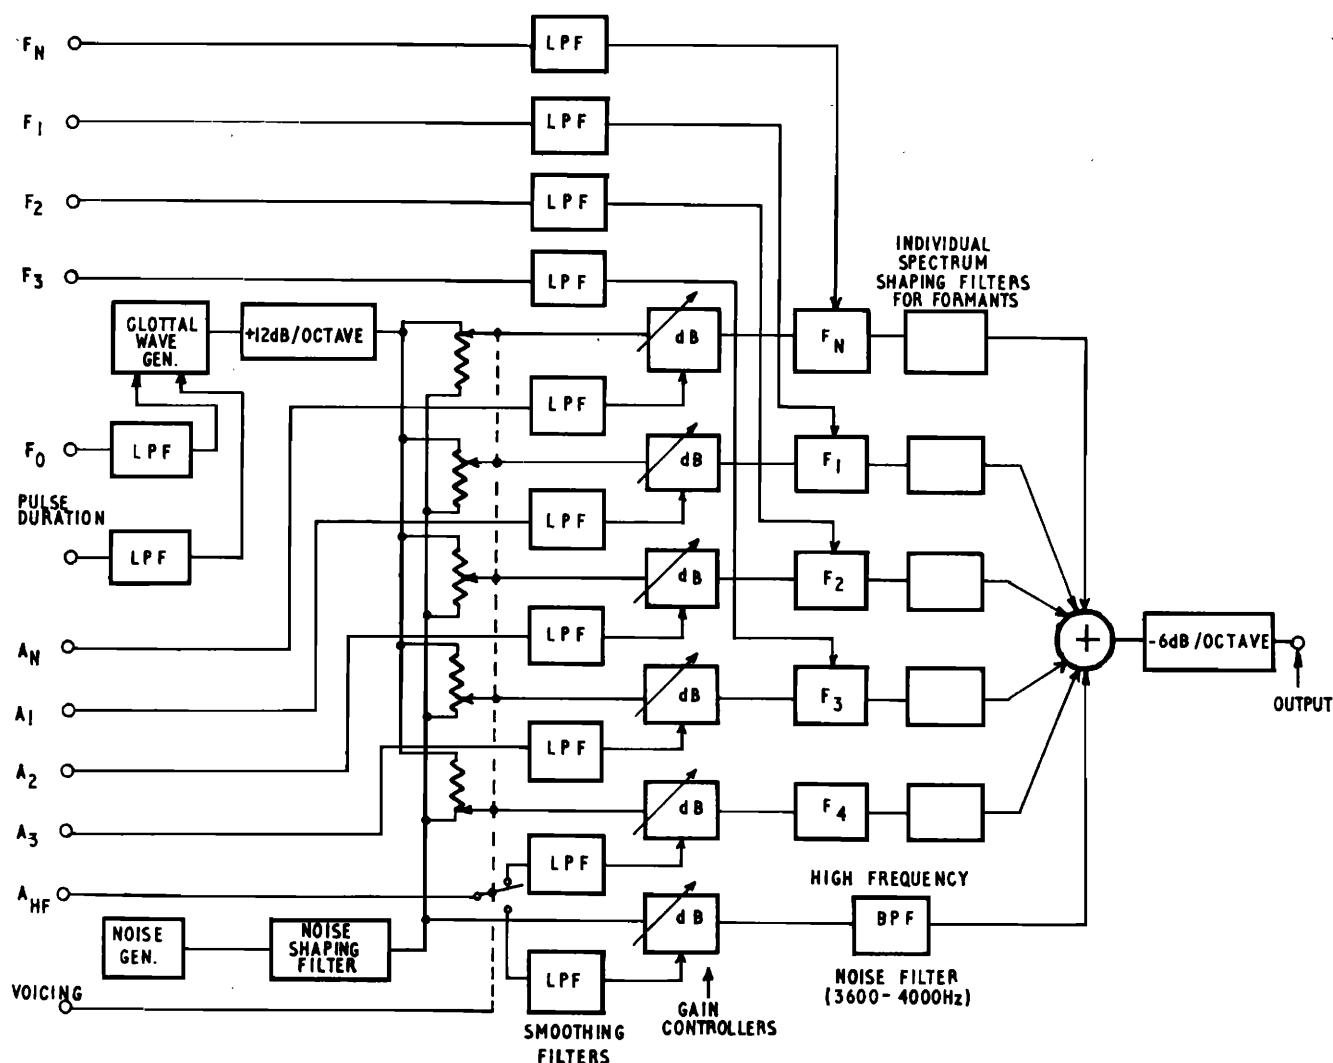 F_N
LPF
F_1
LPF
F_2
LPF
F_3
LPF
INDIVIDUAL
SPECTRUM
SHAPING FILTERS
FOR FORMANTS
GLOTTAL
WAVE
GEN.
+12dB/OCTAVE
dB
F_N
LPF
F_0
LPF
dB
F_1
PULSE
DURATION
LPF
LPF
dB
F_2
LPF
A_N
-6dB/OCTAVE
OUTPUT
A_1
dB
F_3
LPF
A_2
A_3
dB
F_4
LPF
A_HF
HIGH FREQUENCY
dB
BPF
NOISE
GEN.
NOISE
SHAPING
FILTER
LPF
NOISE FILTER
(3600-4000Hz)
VOICING
GAIN
CONTROLLERS
SMOOTHING
FILTERS
+